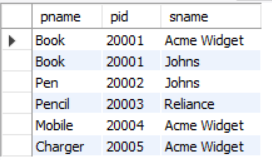 pname pid sname
Book 20001 Acme Widget
Book 20001 Johns
Pen 20002 Johns
Pencil 20003 Reliance
Mobile 20004 Acme Widget
Charger 20005 Acme Widget